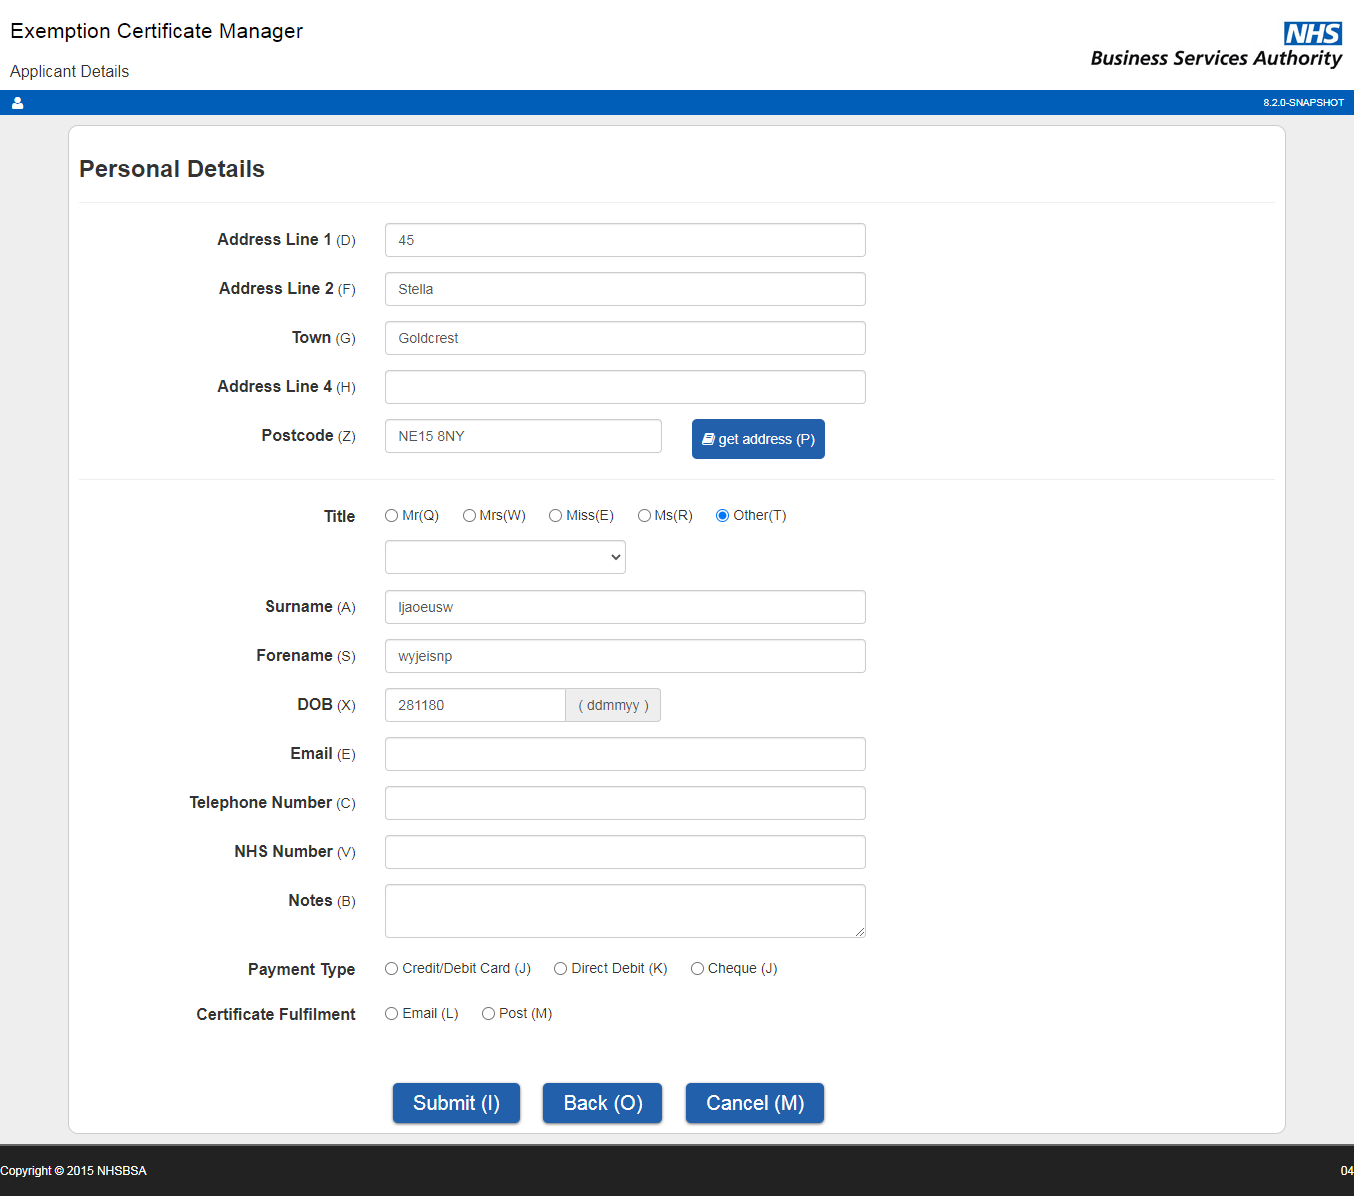 Exemption Certificate Manager
NHS
Business Services Authority
Applicant Details
8.2.0-SNAPSHOT
Personal Details
Address Line 1 (D) 45
Address Line 2 (F) Stella
Town (G) Goldcrest
Address Line 4 (H)
Postcode (Z) NE15 8NY get address (P)
Title Mr(Q) Mrs(W) Miss(E) Ms(R) Other(T)
Surname (A) ljaoeusw
Forename (S) wyjeisnp
DOB (X) 281180 ( ddmmyy )
Email (E)
Telephone Number (C)
NHS Number (V)
Notes (B)
Payment Type Credit/Debit Card (J) Direct Debit (K) Cheque (J)
Certificate Fulfilment Email (L) Post (M)
Submit (I) Back (O) Cancel (M)
Copyright © 2015 NHSBSA 04